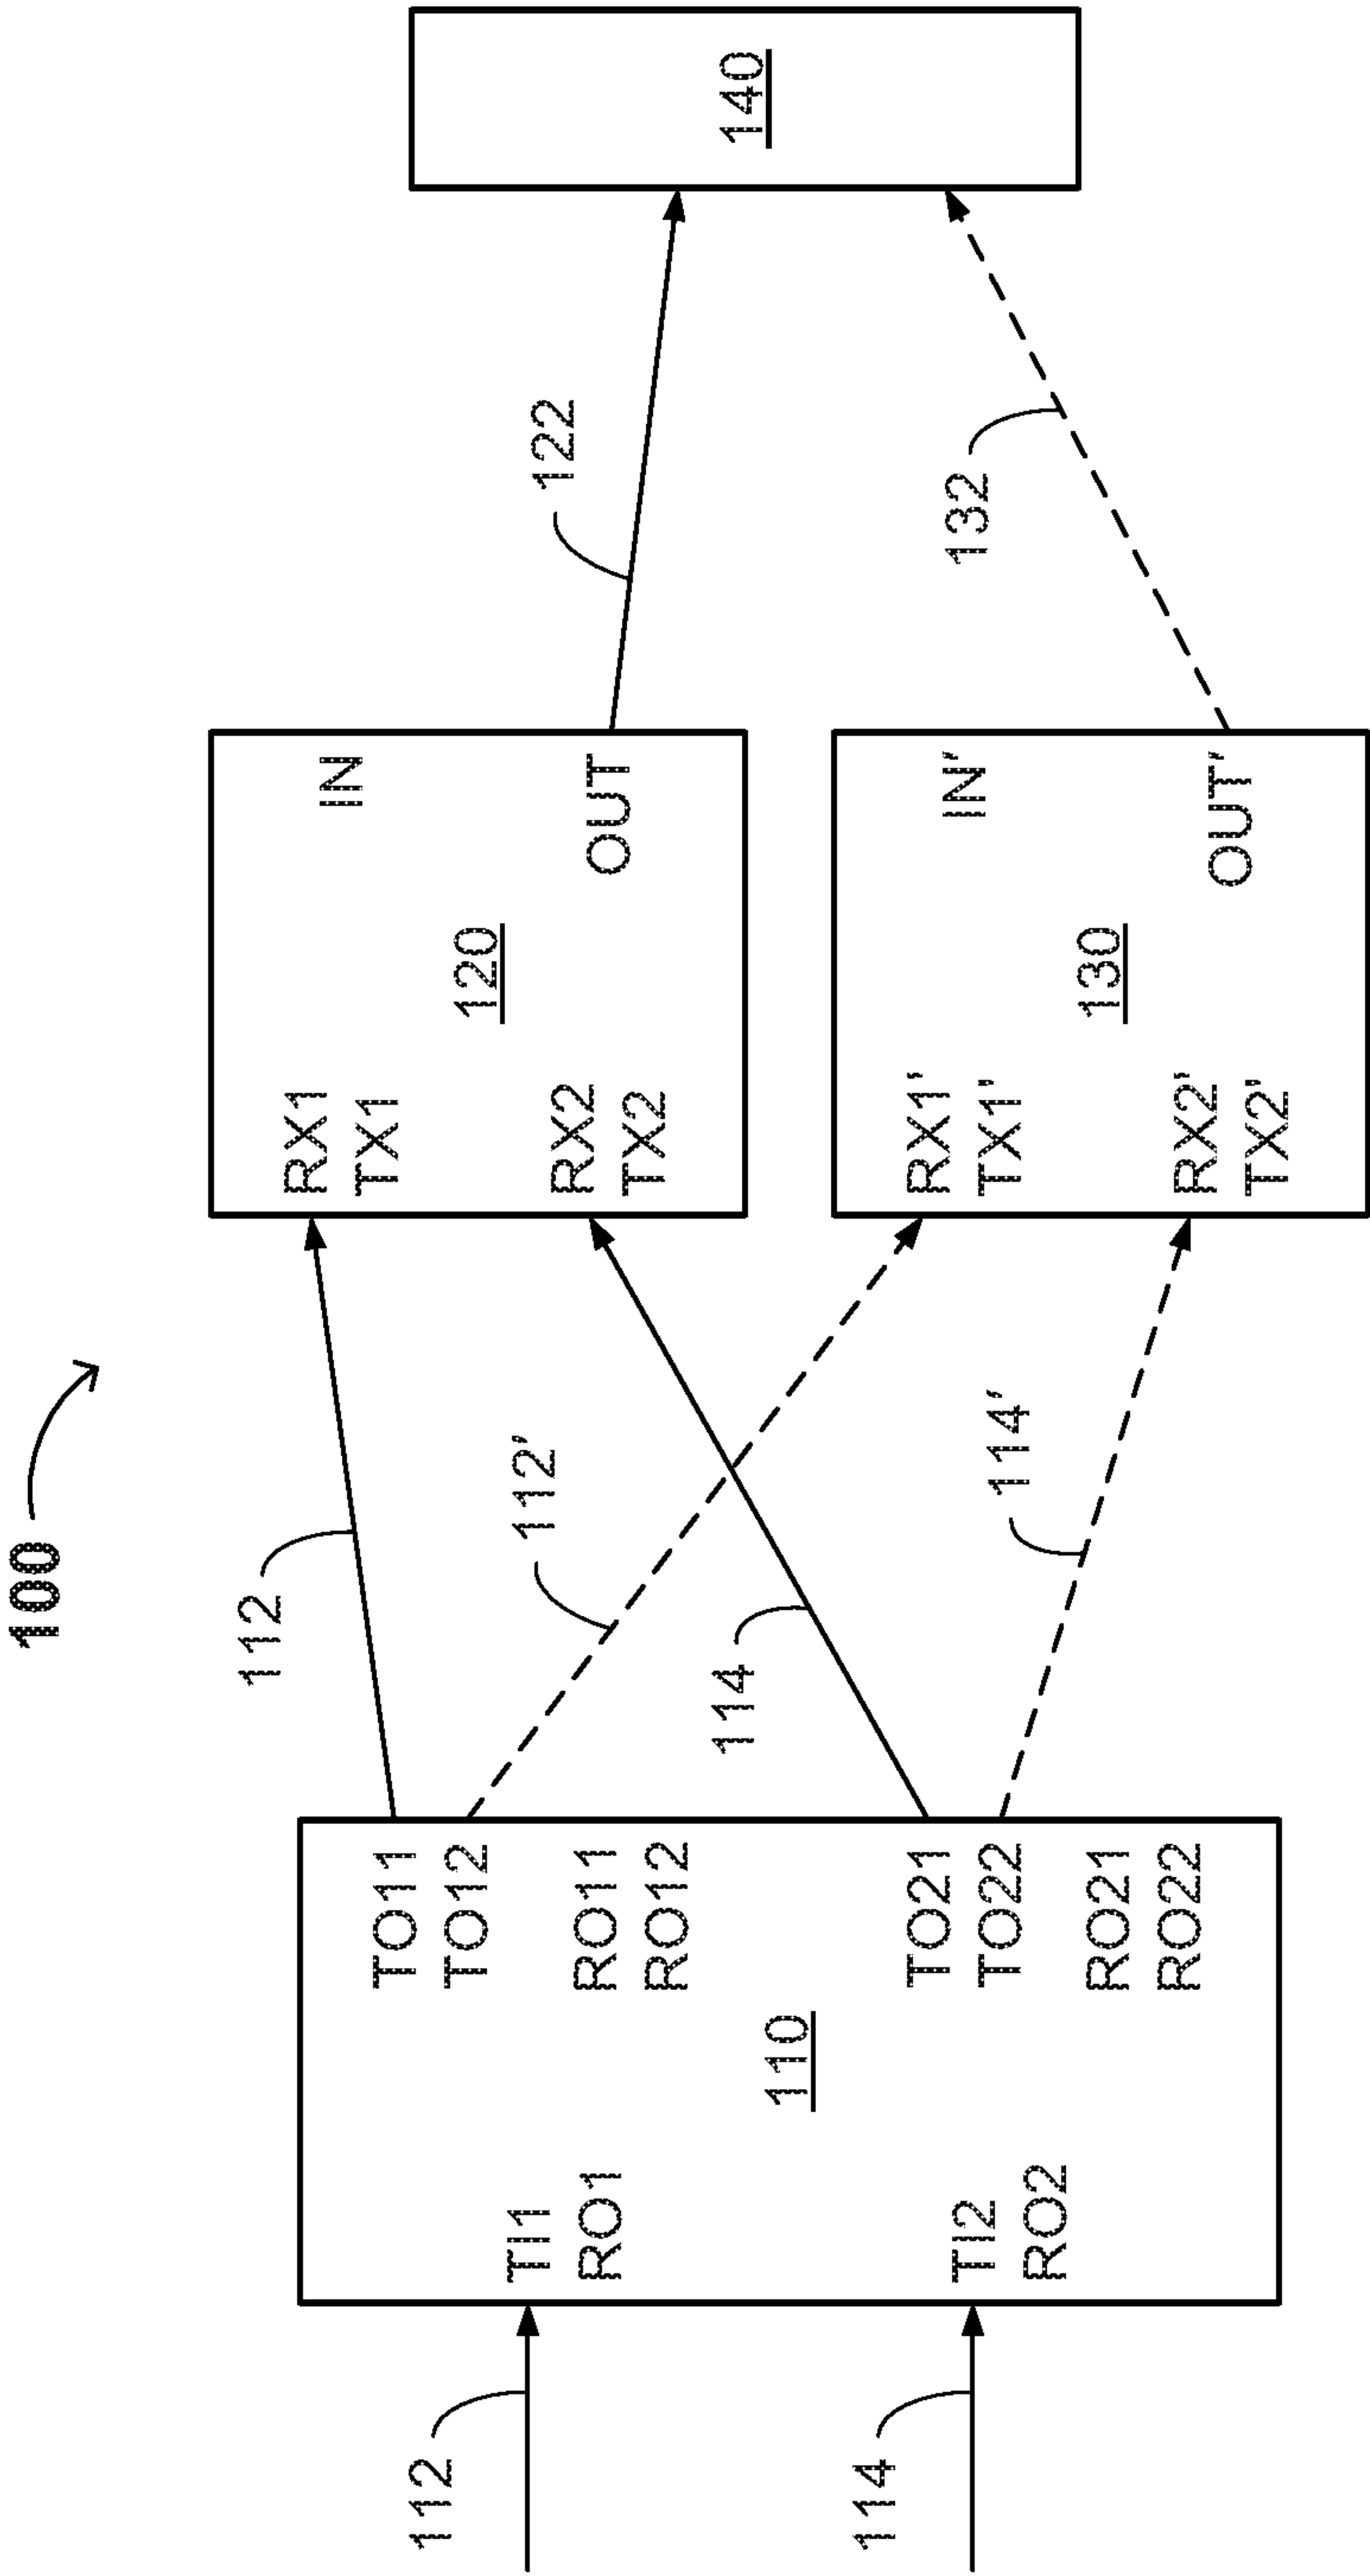 100
112
TI1
RO1
114
TI2
RO2
110
TO11
TO12
RO11
RO12
TO21
TO22
RO21
RO22
112
112'
114
114'
RX1
TX1
RX2
TX2
120
IN
OUT
RX1'
TX1'
RX2'
TX2'
130
IN'
OUT'
122
132
140